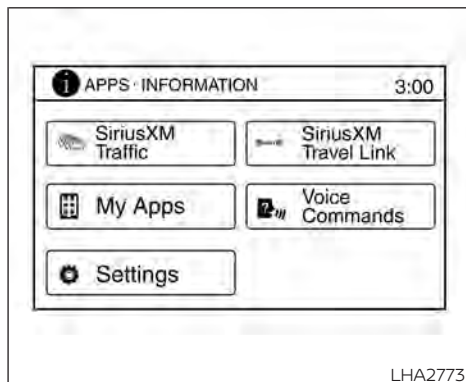 APPS · INFORMATION 3:00
SiriusXM
Traffic
SiriusXM
Travel Link
My Apps
Voice
Commands
Settings
LHA2773